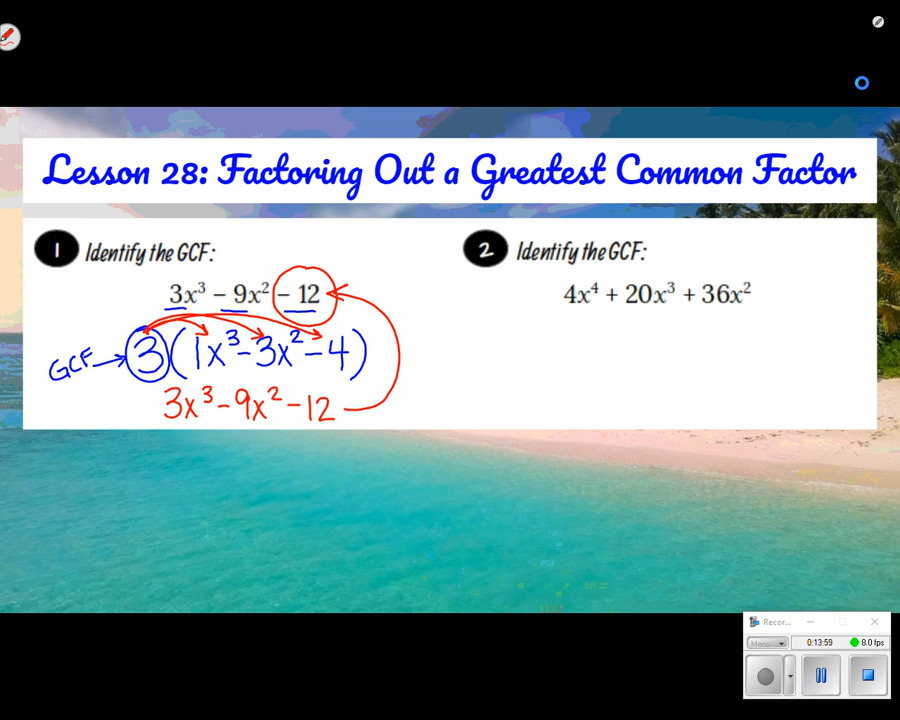 Lesson 28: Factoring Out a Greatest Common Factor
1 Identify the GCF:
3x³ − 9x² − 12
GCF → 3(1x³ − 3x² − 4)
3x³ − 9x² − 12
2 Identify the GCF:
4x⁴ + 20x³ + 36x²
Recor...
Menu
0:13:59
8.0 fps